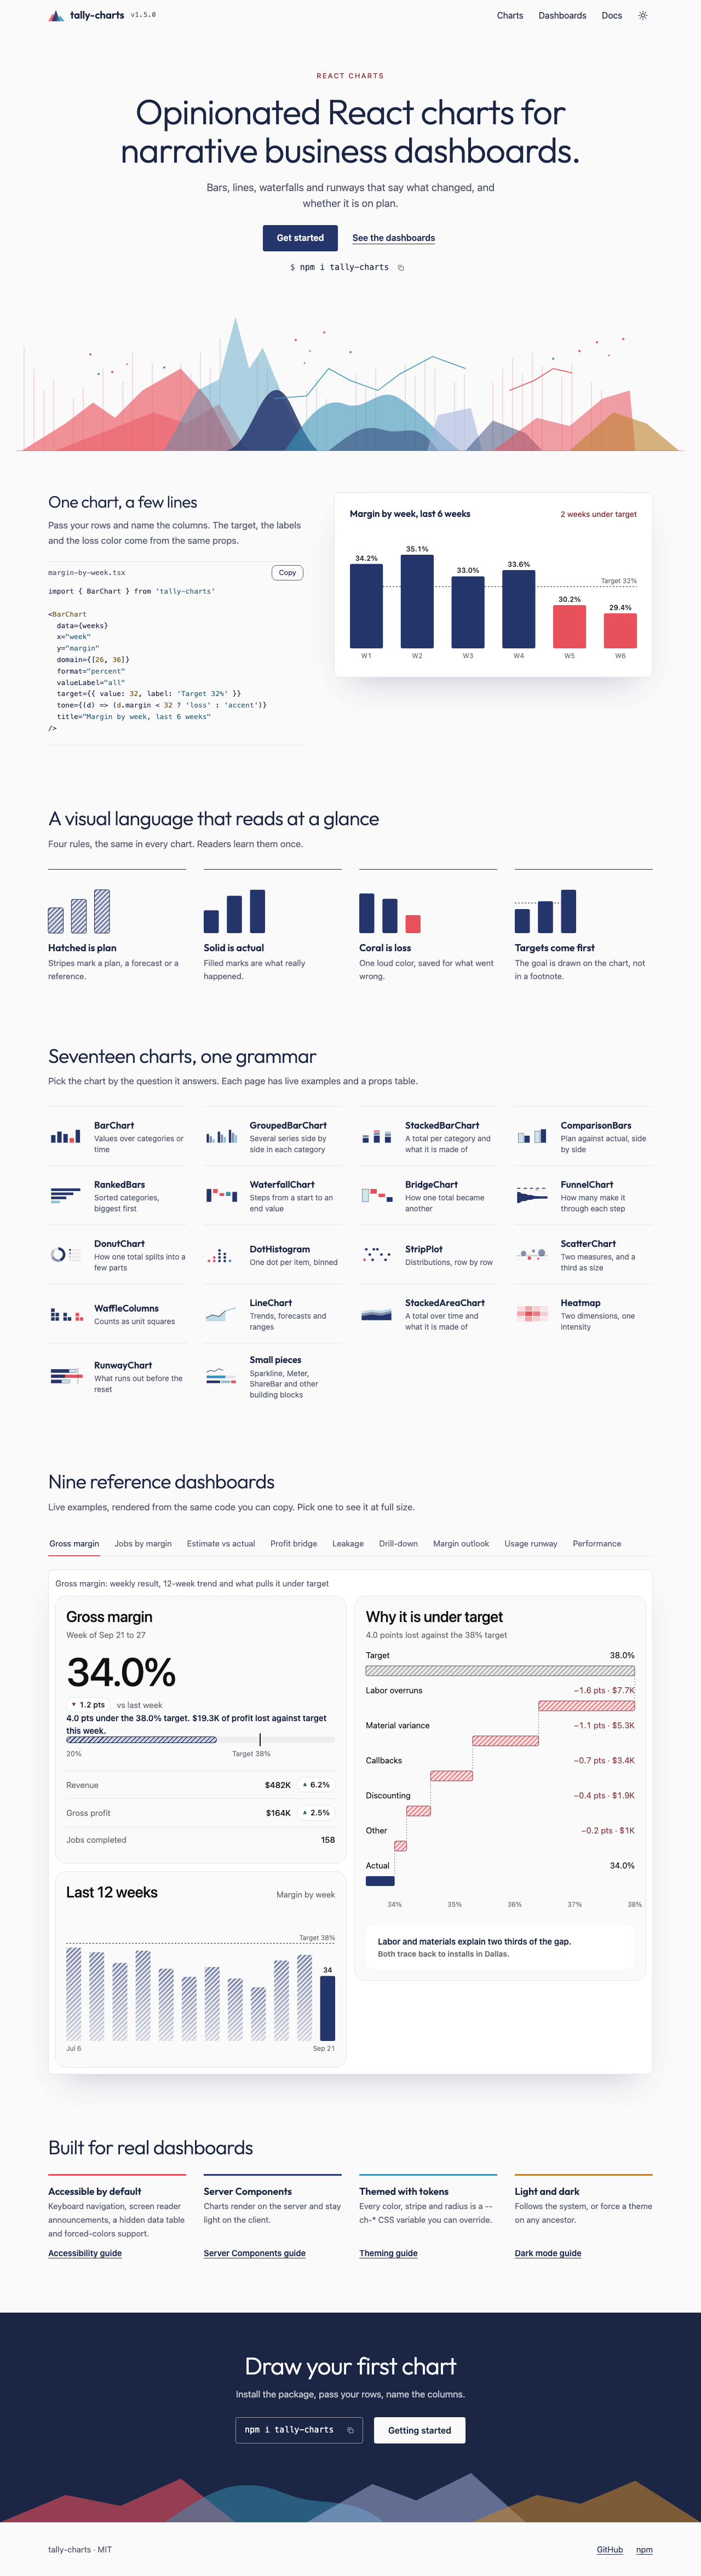 tally-charts v1.5.0
Charts Dashboards Docs
REACT CHARTS
Opinionated React charts for
narrative business dashboards.
Bars, lines, waterfalls and runways that say what changed, and
whether it is on plan.
Get started See the dashboards
$ npm i tally-charts
One chart, a few lines
Pass your rows and name the columns. The target, the labels
and the loss color come from the same props.
margin-by-week.tsx Copy
import { BarChart } from 'tally-charts'
<BarChart
data={weeks}
x="week"
y="margin"
domain={[26, 36]}
format="percent"
valueLabel="all"
target={{ value: 32, label: 'Target 32%' }}
tone={(d) => (d.margin < 32 ? 'loss' : 'accent')}
title="Margin by week, last 6 weeks"
/>
Margin by week, last 6 weeks 2 weeks under target
34.2% 35.1% 33.0% 33.6% 30.2% 29.4%
Target 32%
W1 W2 W3 W4 W5 W6
A visual language that reads at a glance
Four rules, the same in every chart. Readers learn them once.
Hatched is plan
Stripes mark a plan, a forecast or a
reference.
Solid is actual
Filled marks are what really
happened.
Coral is loss
One loud color, saved for what went
wrong.
Targets come first
The goal is drawn on the chart, not
in a footnote.
Seventeen charts, one grammar
Pick the chart by the question it answers. Each page has live examples and a props table.
BarChart
Values over categories or
time
GroupedBarChart
Several series side by
side in each category
StackedBarChart
A total per category and
what it is made of
ComparisonBars
Plan against actual, side
by side
RankedBars
Sorted categories,
biggest first
WaterfallChart
Steps from a start to an
end value
BridgeChart
How one total became
another
FunnelChart
How many make it
through each step
DonutChart
How one total splits into a
few parts
DotHistogram
One dot per item, binned
StripPlot
Distributions, row by row
ScatterChart
Two measures, and a
third as size
WaffleColumns
Counts as unit squares
LineChart
Trends, forecasts and
ranges
StackedAreaChart
A total over time and
what it is made of
Heatmap
Two dimensions, one
intensity
RunwayChart
What runs out before the
reset
Small pieces
Sparkline, Meter,
ShareBar and other
building blocks
Nine reference dashboards
Live examples, rendered from the same code you can copy. Pick one to see it at full size.
Gross margin Jobs by margin Estimate vs actual Profit bridge Leakage Drill-down Margin outlook Usage runway Performance
Gross margin: weekly result, 12-week trend and what pulls it under target
Gross margin
Week of Sep 21 to 27
34.0%
▼ 1.2 pts vs last week
4.0 pts under the 38.0% target. $19.3K of profit lost against target
this week.
20% Target 38%
Revenue $482K ▲ 6.2%
Gross profit $164K ▲ 2.5%
Jobs completed 158
Last 12 weeks Margin by week
Target 38%
34
Jul 6 Sep 21
Why it is under target
4.0 points lost against the 38% target
Target 38.0%
Labor overruns −1.6 pts · $7.7K
Material variance −1.1 pts · $5.3K
Callbacks −0.7 pts · $3.4K
Discounting −0.4 pts · $1.9K
Other −0.2 pts · $1K
Actual 34.0%
34% 35% 36% 37% 38%
Labor and materials explain two thirds of the gap.
Both trace back to installs in Dallas.
Built for real dashboards
Accessible by default
Keyboard navigation, screen reader
announcements, a hidden data table
and forced-colors support.
Accessibility guide
Server Components
Charts render on the server and stay
light on the client.
Server Components guide
Themed with tokens
Every color, stripe and radius is a --
ch-* CSS variable you can override.
Theming guide
Light and dark
Follows the system, or force a theme
on any ancestor.
Dark mode guide
Draw your first chart
Install the package, pass your rows, name the columns.
npm i tally-charts Getting started
tally-charts · MIT GitHub npm